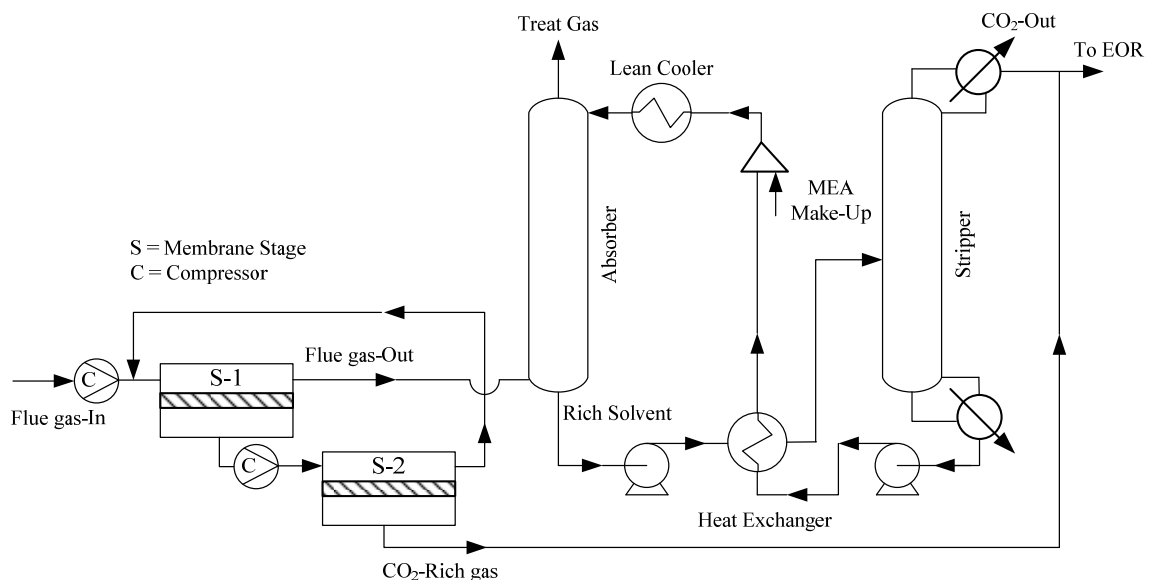 Treat Gas
CO₂-Out
To EOR
Lean Cooler
MEA
Make-Up
Absorber
Stripper
S = Membrane Stage
C = Compressor
Flue gas-Out
C
S-1
Flue gas-In
Rich Solvent
C
S-2
Heat Exchanger
CO₂-Rich gas